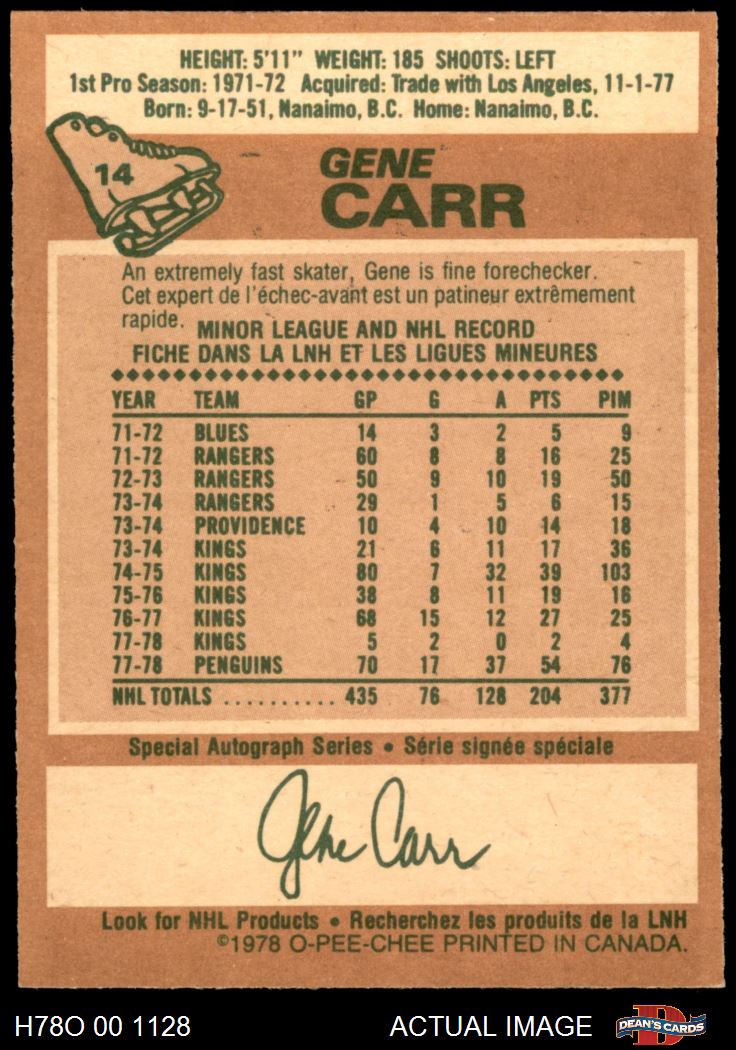 HEIGHT: 5'11" WEIGHT: 185 SHOOTS: LEFT
1st Pro Season: 1971-72 Acquired: Trade with Los Angeles, 11-1-77
Born: 9-17-51, Nanaimo, B.C. Home: Nanaimo, B.C.
14
GENE
CARR
An extremely fast skater, Gene is fine forechecker.
Cet expert de l'échec-avant est un patineur extrêmement
rapide.
MINOR LEAGUE AND NHL RECORD
FICHE DANS LA LNH ET LES LIGUES MINEURES
YEAR TEAM GP G A PTS PIM
71-72 BLUES 14 3 2 5 9
71-72 RANGERS 60 8 8 16 25
72-73 RANGERS 50 9 10 19 50
73-74 RANGERS 29 1 5 6 15
73-74 PROVIDENCE 10 4 10 14 18
73-74 KINGS 21 6 11 17 36
74-75 KINGS 80 7 32 39 103
75-76 KINGS 38 8 11 19 16
76-77 KINGS 68 15 12 27 25
77-78 KINGS 5 2 0 2 4
77-78 PENGUINS 70 17 37 54 76
NHL TOTALS .......... 435 76 128 204 377
Special Autograph Series • Série signée spéciale
Gene Carr
Look for NHL Products • Recherchez les produits de la LNH
©1978 O-PEE-CHEE PRINTED IN CANADA.
H78O 00 1128 ACTUAL IMAGE D DEAN'S CARDS